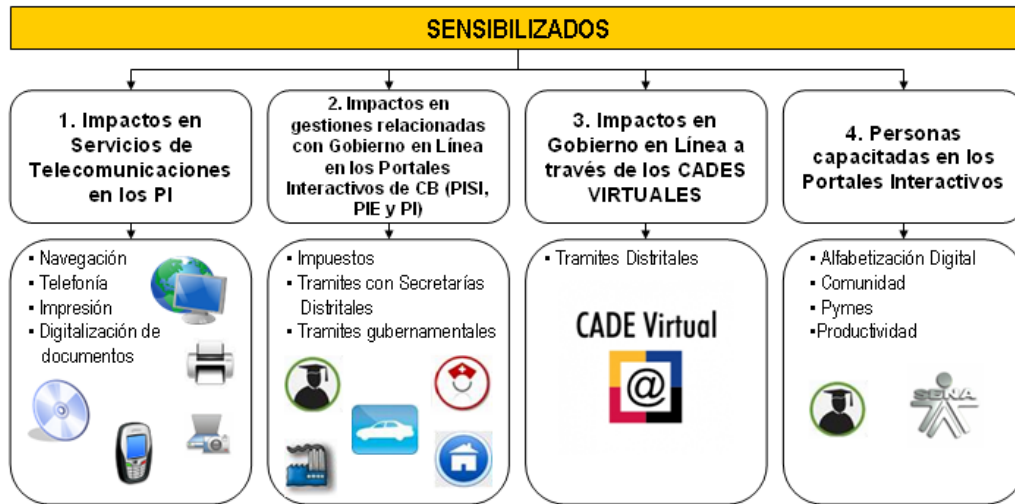 SENSIBILIZADOS
1. Impactos en
Servicios de
Telecomunicaciones
en los PI
2. Impactos en
gestiones relacionadas
con Gobierno en Línea
en los Portales
Interactivos de CB (PISI,
PIE y PI)
3. Impactos en
Gobierno en Línea a
través de los CADES
VIRTUALES
4. Personas
capacitadas en los
Portales Interactivos
▪ Navegación
▪ Telefonía
▪ Impresión
▪ Digitalización de
documentos
▪ Impuestos
▪ Tramites con Secretarías
Distritales
▪ Tramites gubernamentales
▪ Tramites Distritales
CADE Virtual
@
▪ Alfabetización Digital
▪ Comunidad
▪ Pymes
▪Productividad
SENA